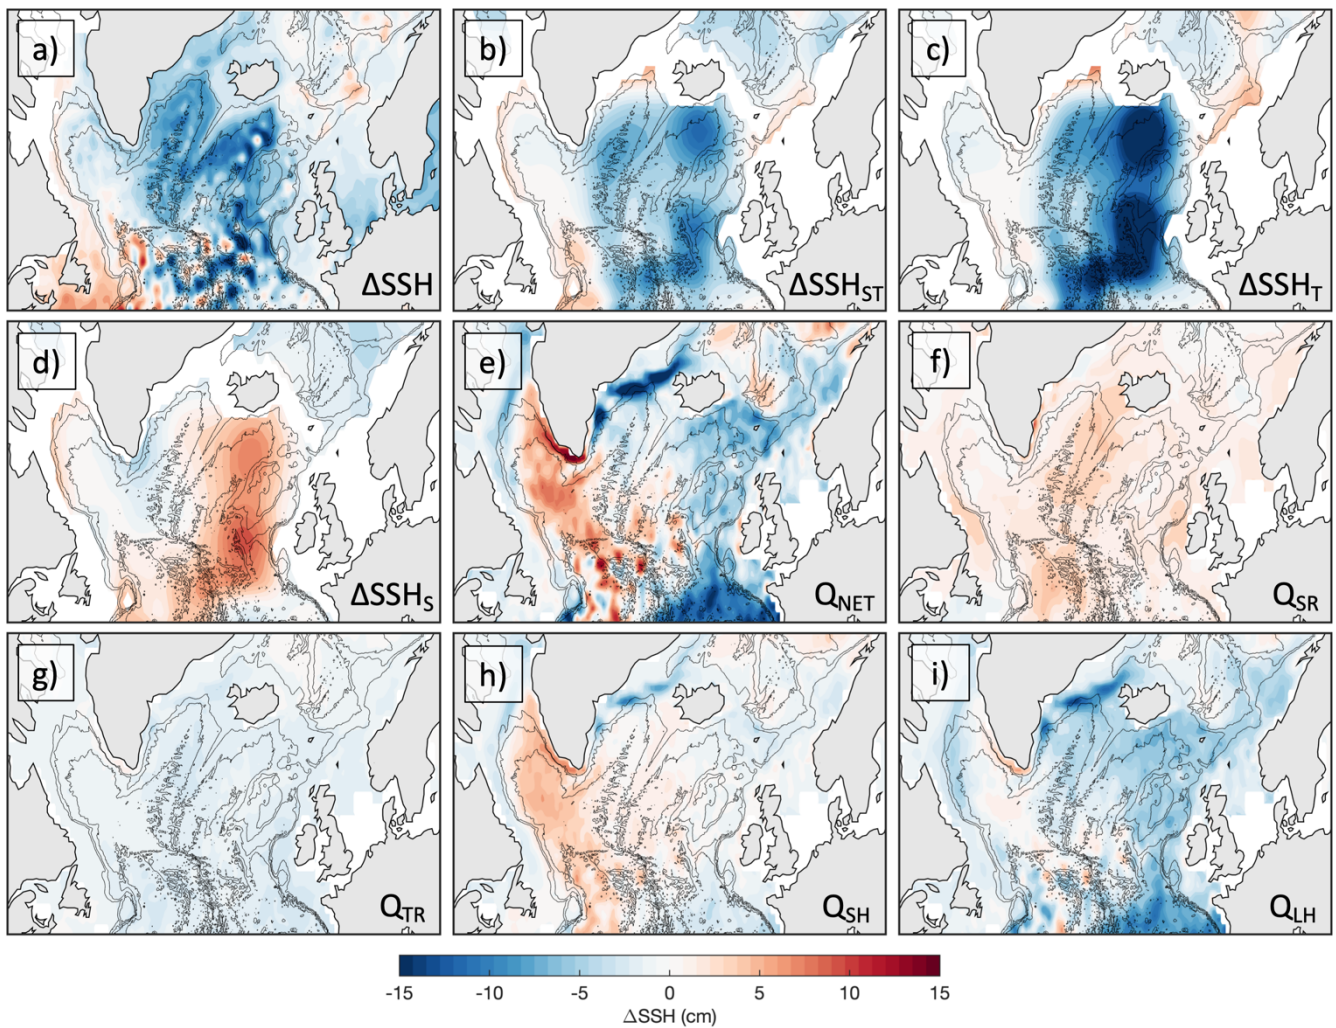 a)
ΔSSH
b)
ΔSSH_ST
c)
ΔSSH_T
d)
ΔSSH_S
e)
Q_NET
f)
Q_SR
g)
Q_TR
h)
Q_SH
i)
Q_LH
-15 -10 -5 0 5 10 15
ΔSSH (cm)